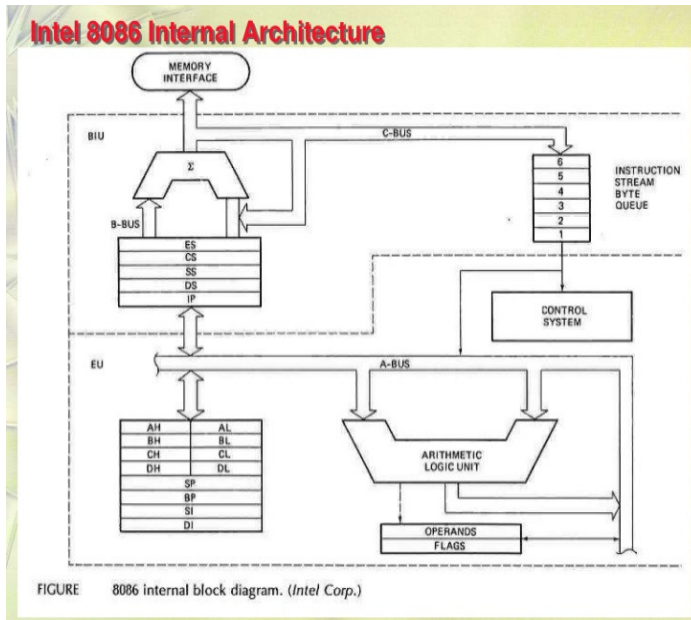 Intel 8086 Internal Architecture
MEMORY
INTERFACE
BIU
C-BUS
Σ
B-BUS
6
5
4
3
2
1
INSTRUCTION
STREAM
BYTE
QUEUE
ES
CS
SS
DS
IP
CONTROL
SYSTEM
EU
A-BUS
AH AL
BH BL
CH CL
DH DL
SP
BP
SI
DI
ARITHMETIC
LOGIC UNIT
OPERANDS
FLAGS
FIGURE 8086 internal block diagram. (Intel Corp.)